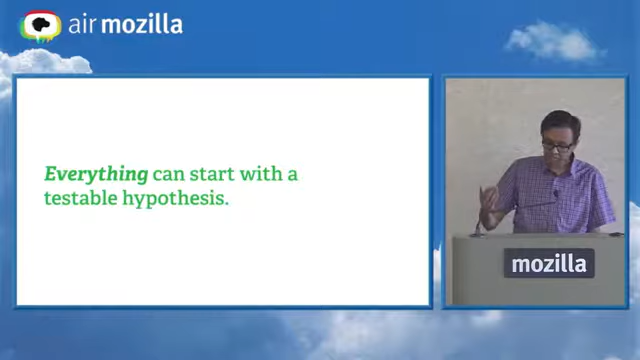 air mozilla
Everything can start with a
testable hypothesis.
mozilla